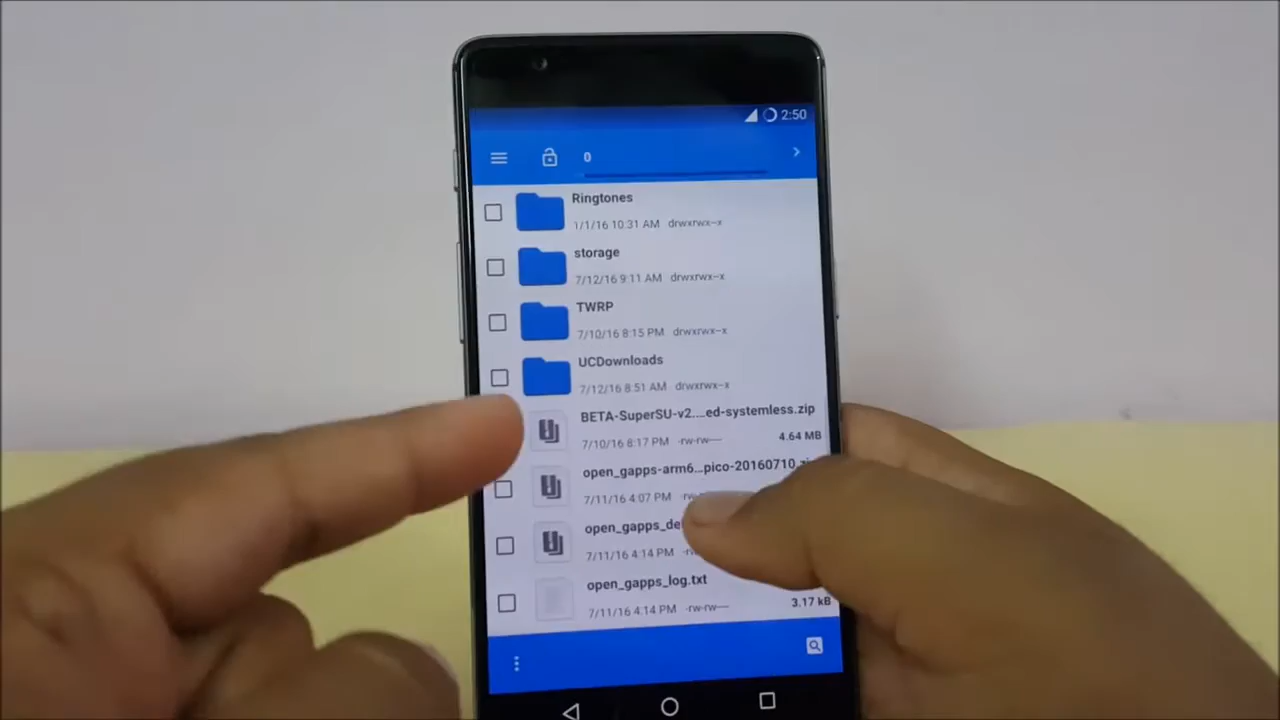 2:50
0
Ringtones
1/1/16 10:31 AM drwxrwx--x
storage
7/12/16 9:11 AM drwxrwx--x
TWRP
7/10/16 8:15 PM drwxrwx--x
UCDownloads
7/12/16 8:51 AM drwxrwx--x
BETA-SuperSU-v2...ed-systemless.zip
7/10/16 8:17 PM -rw-rw---- 4.64 MB
open_gapps-arm6...pico-20160710.zip
7/11/16 4:07 PM
open_gapps_de
7/11/16 4:14 PM -rw-rw----
open_gapps_log.txt
7/11/16 4:14 PM -rw-rw---- 3.17 kB